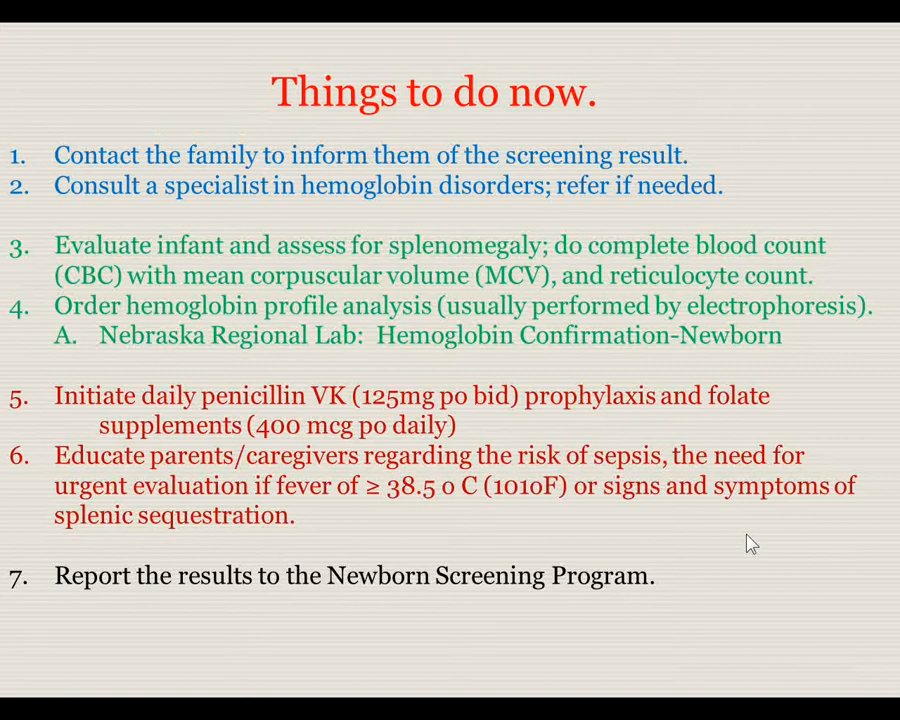 Things to do now.
1. Contact the family to inform them of the screening result.
2. Consult a specialist in hemoglobin disorders; refer if needed.
3. Evaluate infant and assess for splenomegaly; do complete blood count
(CBC) with mean corpuscular volume (MCV), and reticulocyte count.
4. Order hemoglobin profile analysis (usually performed by electrophoresis).
A. Nebraska Regional Lab: Hemoglobin Confirmation-Newborn
5. Initiate daily penicillin VK (125mg po bid) prophylaxis and folate
supplements (400 mcg po daily)
6. Educate parents/caregivers regarding the risk of sepsis, the need for
urgent evaluation if fever of ≥ 38.5 o C (101oF) or signs and symptoms of
splenic sequestration.
7. Report the results to the Newborn Screening Program.